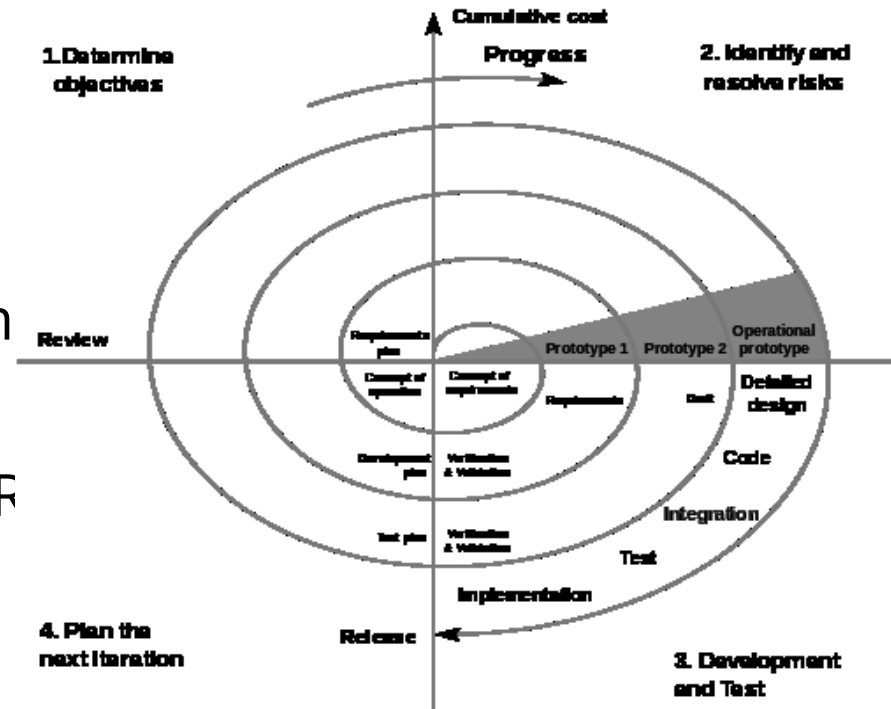 Cumulative cost
Progress
1.Determine
objectives
2. Identify and
resolve risks
n
Review
Requirements
plan
Prototype 1
Prototype 2
Operational
prototype
Concept of
operation
Concept of
requirements
Requirements
Draft
Detailed
design
Development
plan
Verification
& Validation
Code
R
Integration
Test plan
Verification
& Validation
Test
Implementation
Release
4. Plan the
next iteration
3. Development
and Test